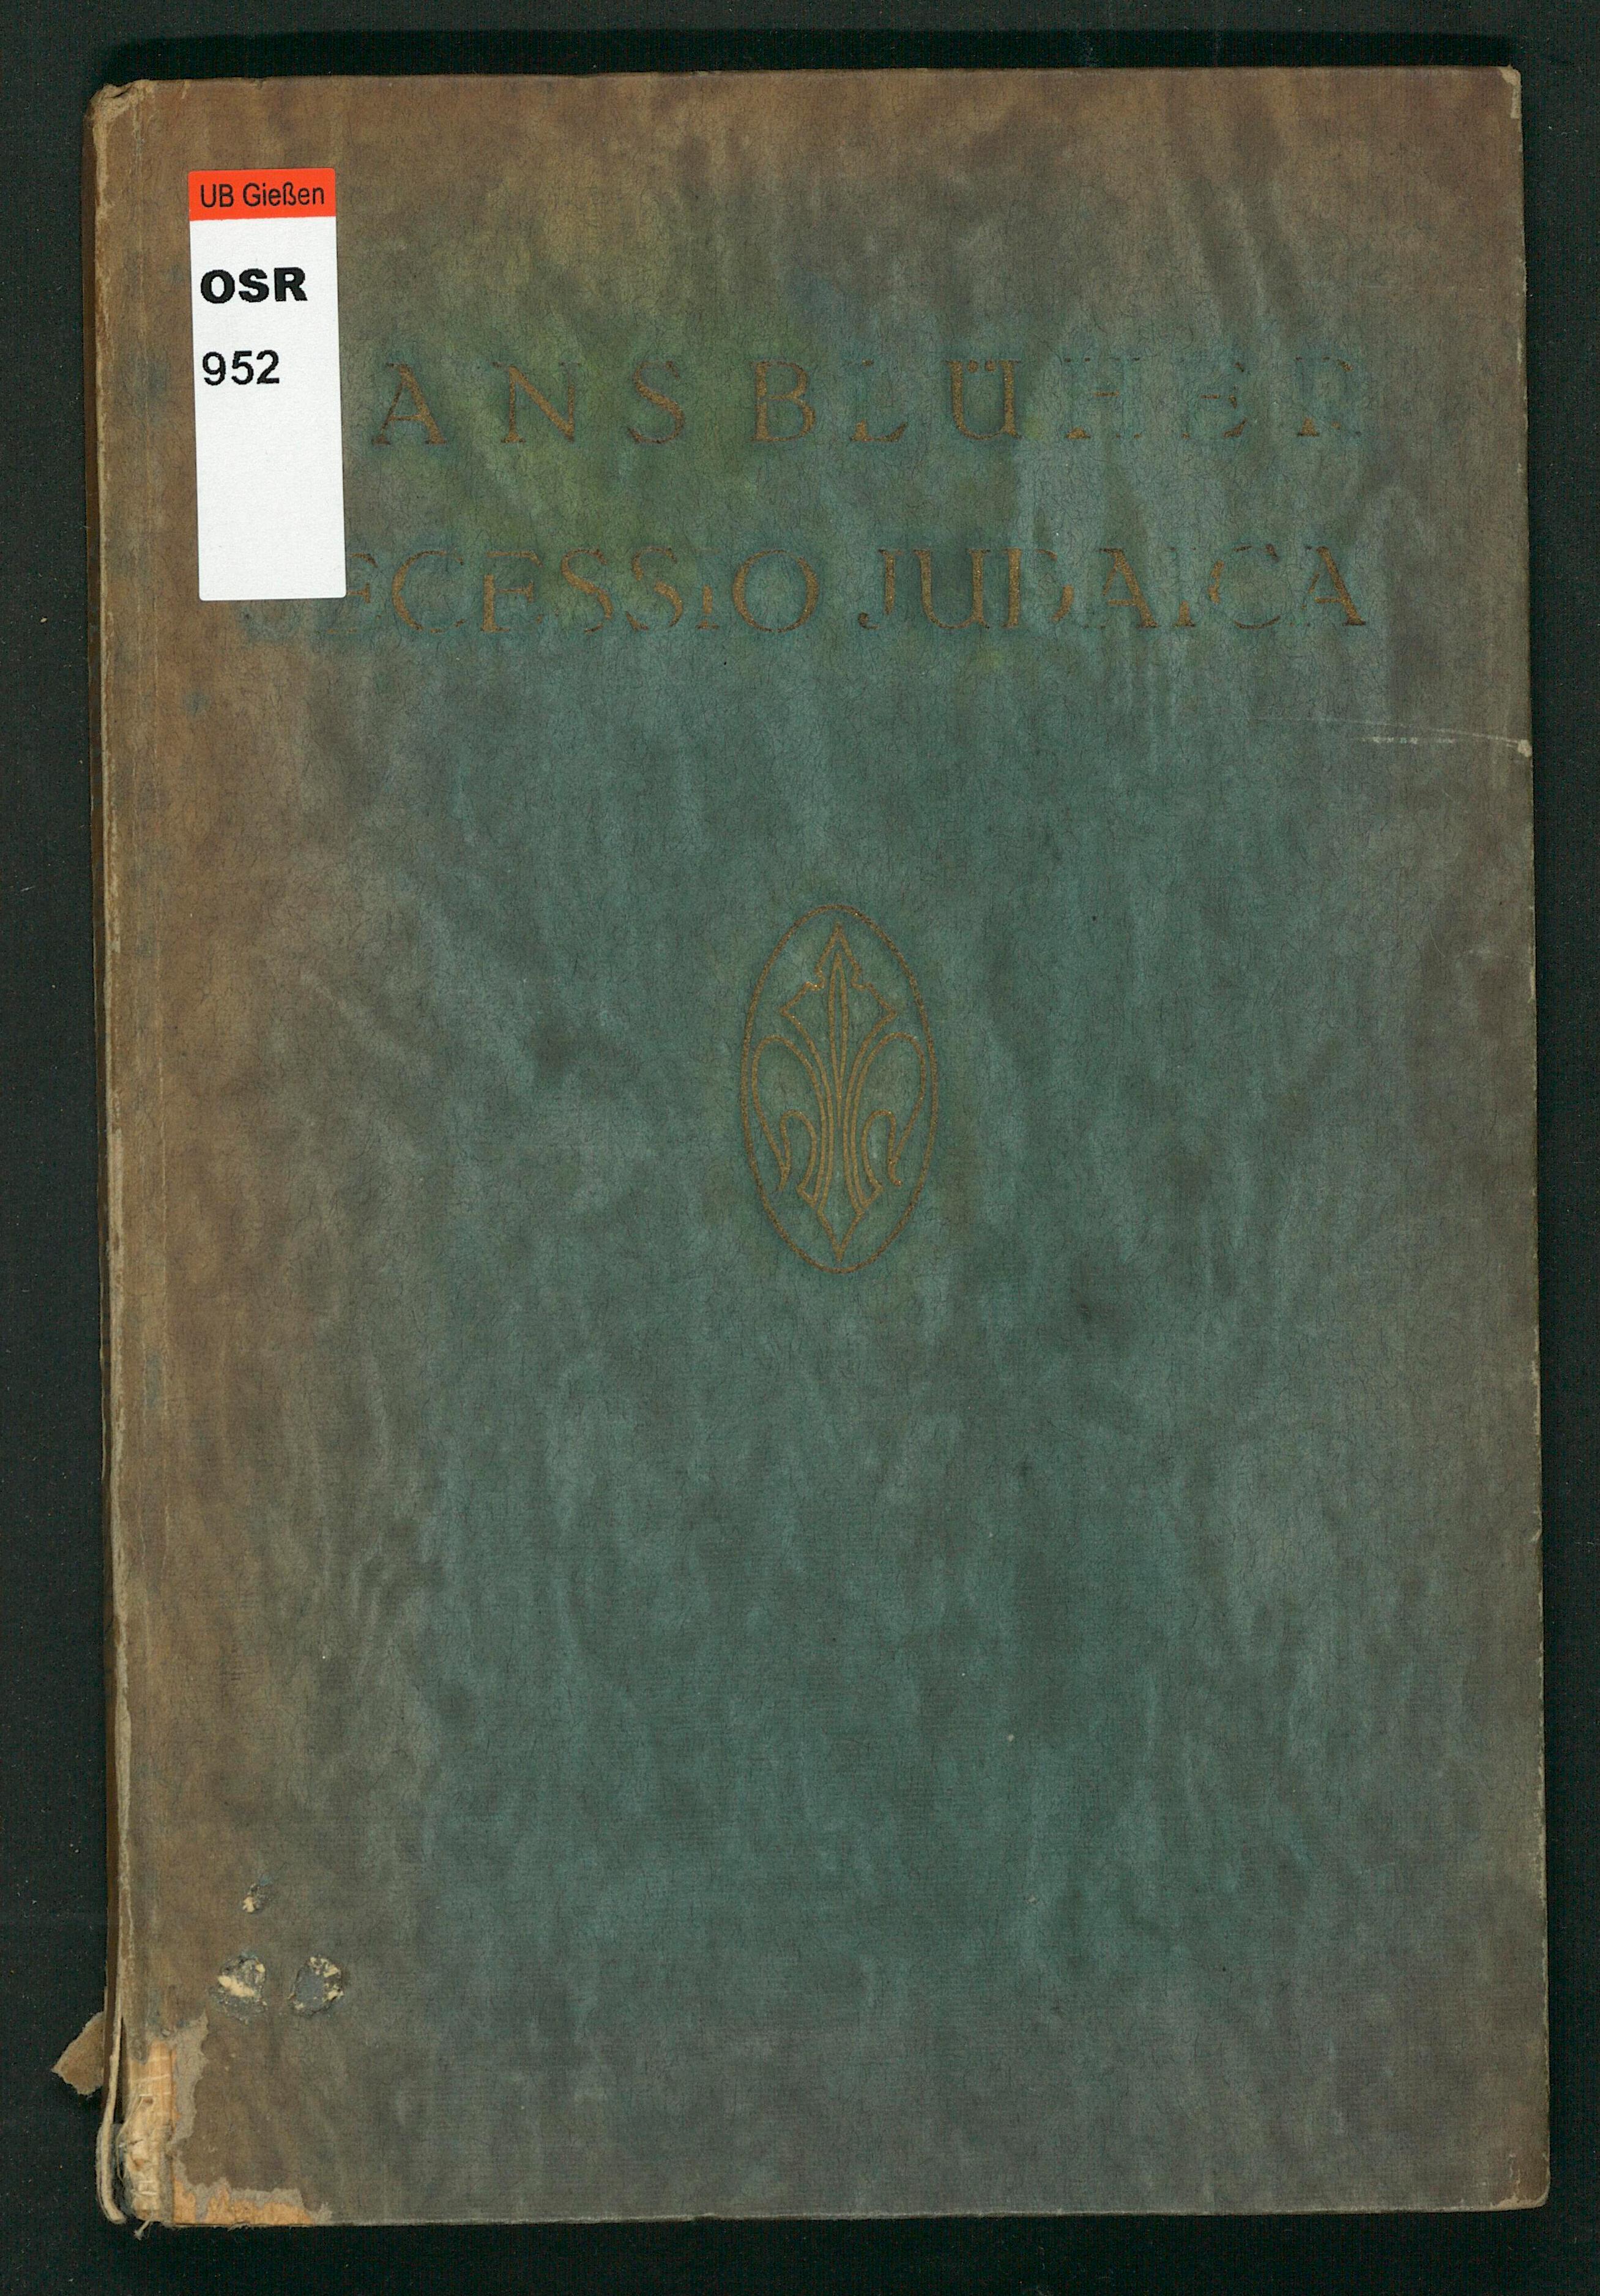 UB Gießen
OSR
952
ANS BLÜHER
ECESSIO JUDAICA